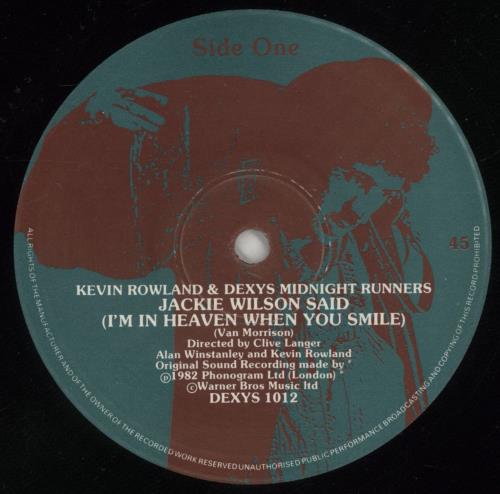 Side One
45
KEVIN ROWLAND & DEXYS MIDNIGHT RUNNERS
JACKIE WILSON SAID
(I'M IN HEAVEN WHEN YOU SMILE)
(Van Morrison)
Directed by Clive Langer
Alan Winstanley and Kevin Rowland
Original Sound Recording made by
℗1982 Phonogram Ltd (London)
©Warner Bros Music ltd
DEXYS 1012
ALL RIGHTS OF THE MANUFACTURER AND OF THE OWNER OF THE RECORDED WORK RESERVED UNAUTHORISED PUBLIC PERFORMANCE BROADCASTING AND COPYING OF THIS RECORD PROHIBITED